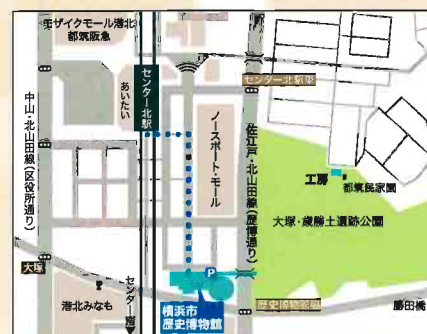 モザイクモール港北
都筑阪急
センター北駅
あいたい
センター北駅東
ノースポート・モール
中山・北山田線（区役所通り）
佐江戸・北山田線（歴博通り）
工房
都筑民家園
大塚・歳勝土遺跡公園
大塚
P
港北みなも
横浜市
歴史博物館
歴史博物館前
勝田橋